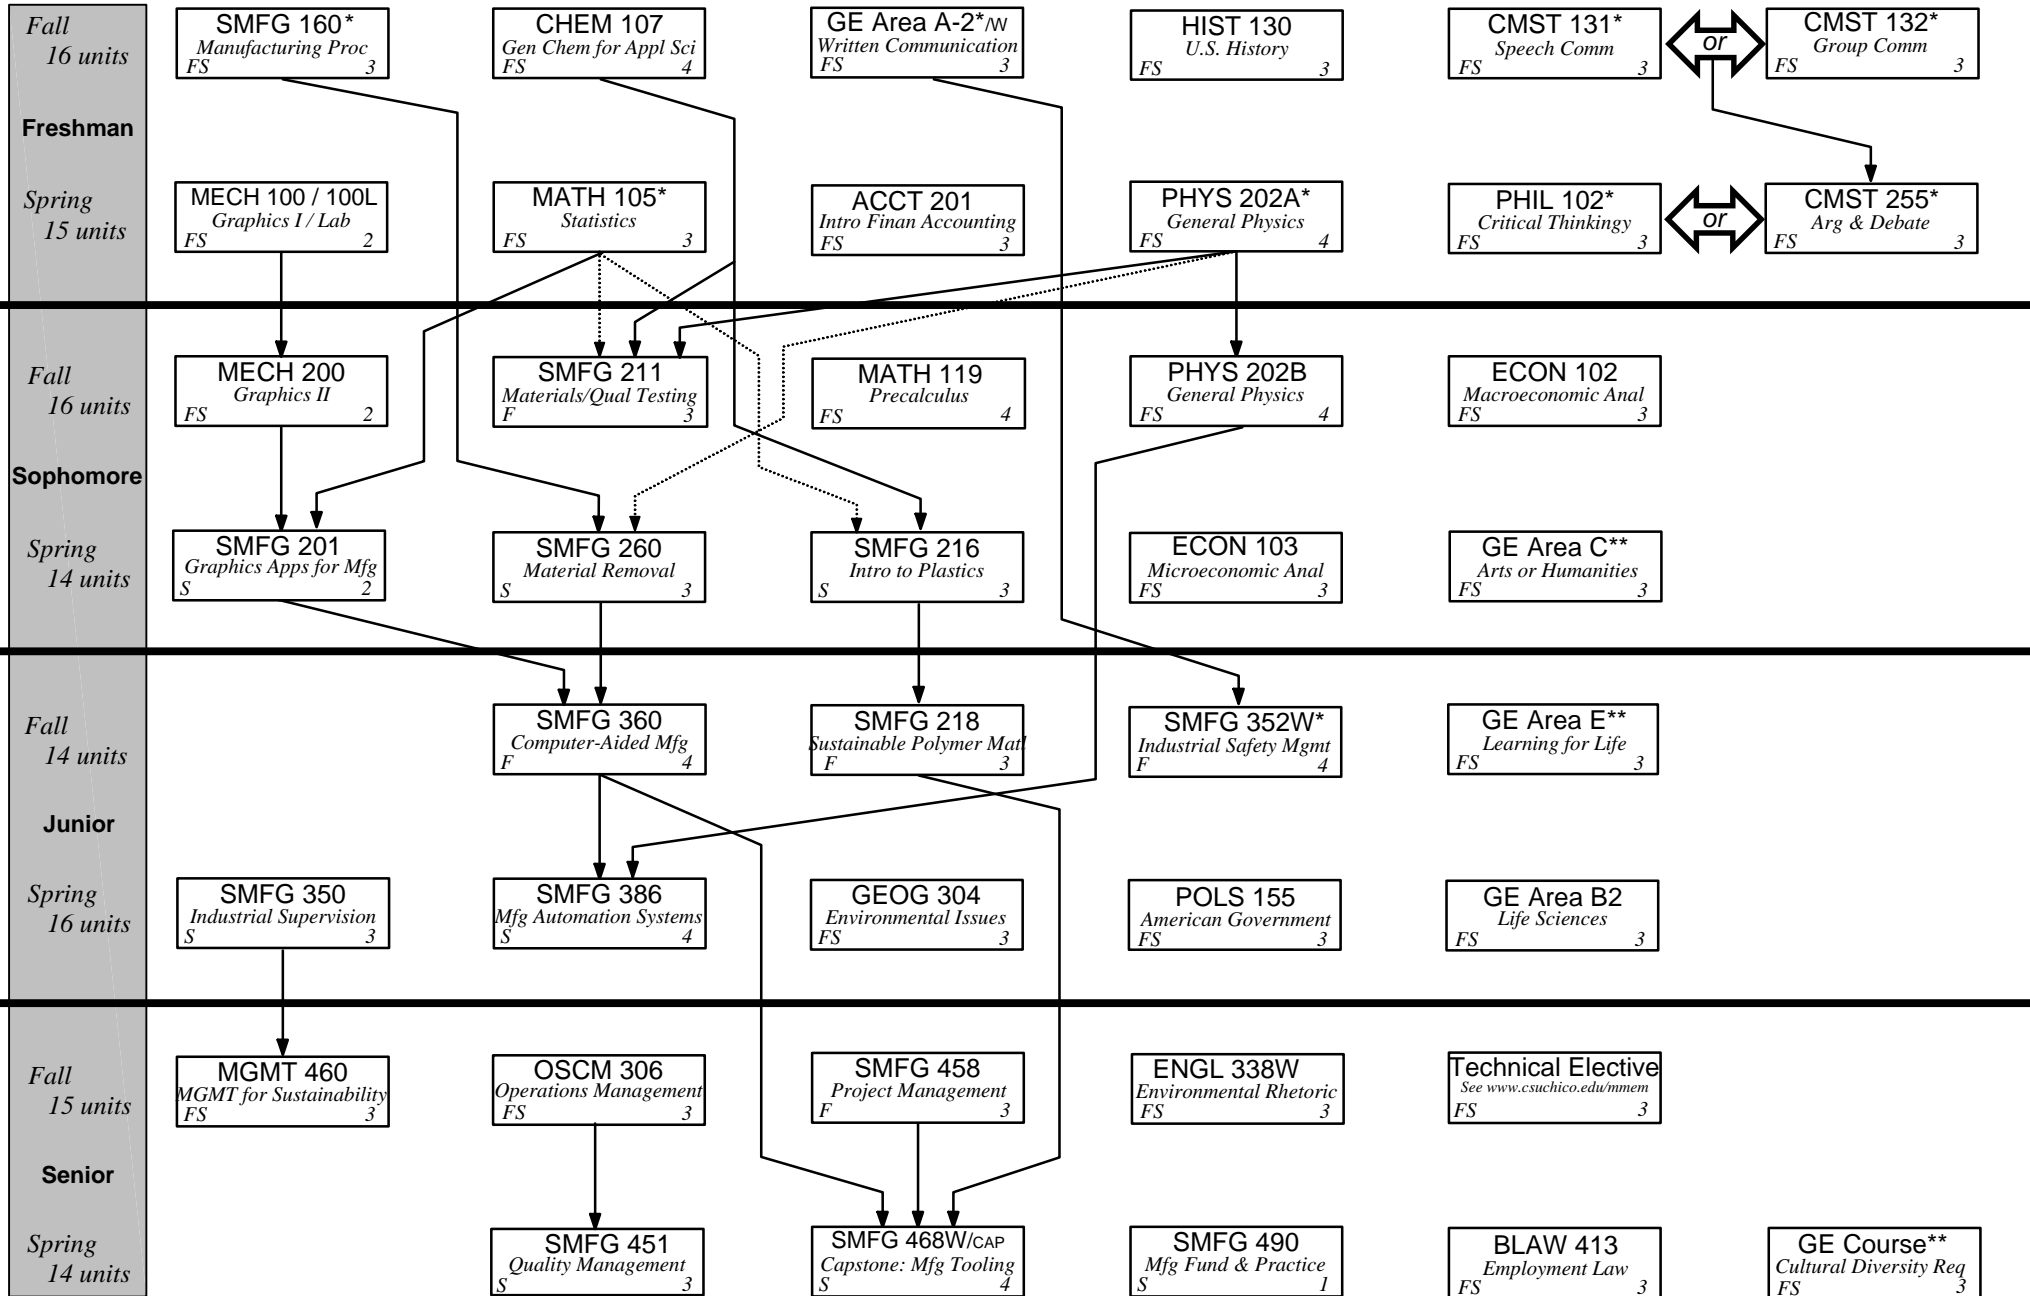 Fall
16 units
SMFG 160*
Manufacturing Proc
FS 3
CHEM 107
Gen Chem for Appl Sci
FS 4
GE Area A-2*/W
Written Communication
FS 3
HIST 130
U.S. History
FS 3
CMST 131*
Speech Comm
FS 3
or
CMST 132*
Group Comm
FS 3
Freshman
Spring
15 units
MECH 100 / 100L
Graphics I / Lab
FS 2
MATH 105*
Statistics
FS 3
ACCT 201
Intro Finan Accounting
FS 3
PHYS 202A*
General Physics
FS 4
PHIL 102*
Critical Thinkingy
FS 3
or
CMST 255*
Arg & Debate
FS 3
Fall
16 units
MECH 200
Graphics II
FS 2
SMFG 211
Materials/Qual Testing
F 3
MATH 119
Precalculus
FS 4
PHYS 202B
General Physics
FS 4
ECON 102
Macroeconomic Anal
FS 3
Sophomore
Spring
14 units
SMFG 201
Graphics Apps for Mfg
S 2
SMFG 260
Material Removal
S 3
SMFG 216
Intro to Plastics
S 3
ECON 103
Microeconomic Anal
FS 3
GE Area C**
Arts or Humanities
FS 3
Fall
14 units
SMFG 360
Computer-Aided Mfg
F 4
SMFG 218
Sustainable Polymer Matl
F 3
SMFG 352W*
Industrial Safety Mgmt
F 4
GE Area E**
Learning for Life
FS 3
Junior
Spring
16 units
SMFG 350
Industrial Supervision
S 3
SMFG 386
Mfg Automation Systems
S 4
GEOG 304
Environmental Issues
FS 3
POLS 155
American Government
FS 3
GE Area B2
Life Sciences
FS 3
Fall
15 units
MGMT 460
MGMT for Sustainability
FS 3
OSCM 306
Operations Management
FS 3
SMFG 458
Project Management
F 3
ENGL 338W
Environmental Rhetoric
FS 3
Technical Elective
See www.csuchico.edu/mmem
FS 3
Senior
Spring
14 units
SMFG 451
Quality Management
S 3
SMFG 468W/CAP
Capstone: Mfg Tooling
S 4
SMFG 490
Mfg Fund & Practice
S 1
BLAW 413
Employment Law
FS 3
GE Course**
Cultural Diversity Req
FS 3